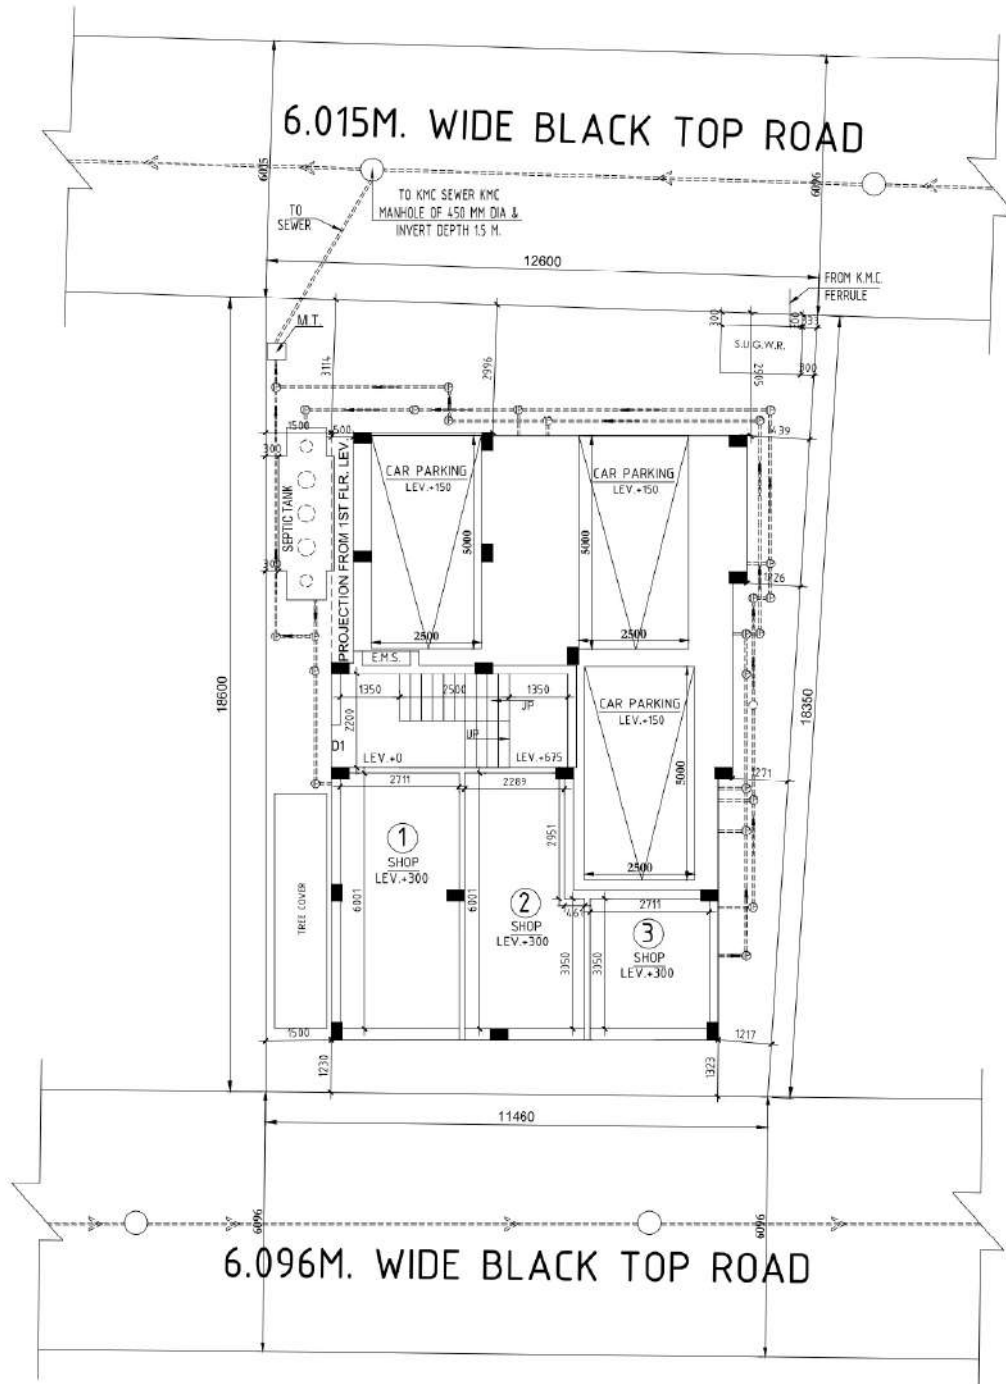 6.015M. WIDE BLACK TOP ROAD
6015
6096
TO KMC SEWER KMC
MANHOLE OF 450 MM DIA &
INVERT DEPTH 1.5 M.
TO
SEWER
12600
FROM K.M.C.
FERRULE
M.T.
300
300
S.U.G.W.R.
3114
2996
2905
300
1500
500
300
300
SEPTIC TANK
PROJECTION FROM 1ST FLR. LEV.
CAR PARKING
LEV.+150
5000
2500
CAR PARKING
LEV.+150
5000
2500
1226
E.M.S.
1350
2500
1350
2200
UP
UP
D1
LEV.+0
LEV.+675
CAR PARKING
LEV.+150
5000
2500
18600
18350
1271
2711
2289
2951
1
SHOP
LEV.+300
6001
6001
2
SHOP
LEV.+300
3350
3
SHOP
LEV.+300
2711
3350
TREE COVER
1500
1230
1323
1217
11460
6096
6096
6.096M. WIDE BLACK TOP ROAD